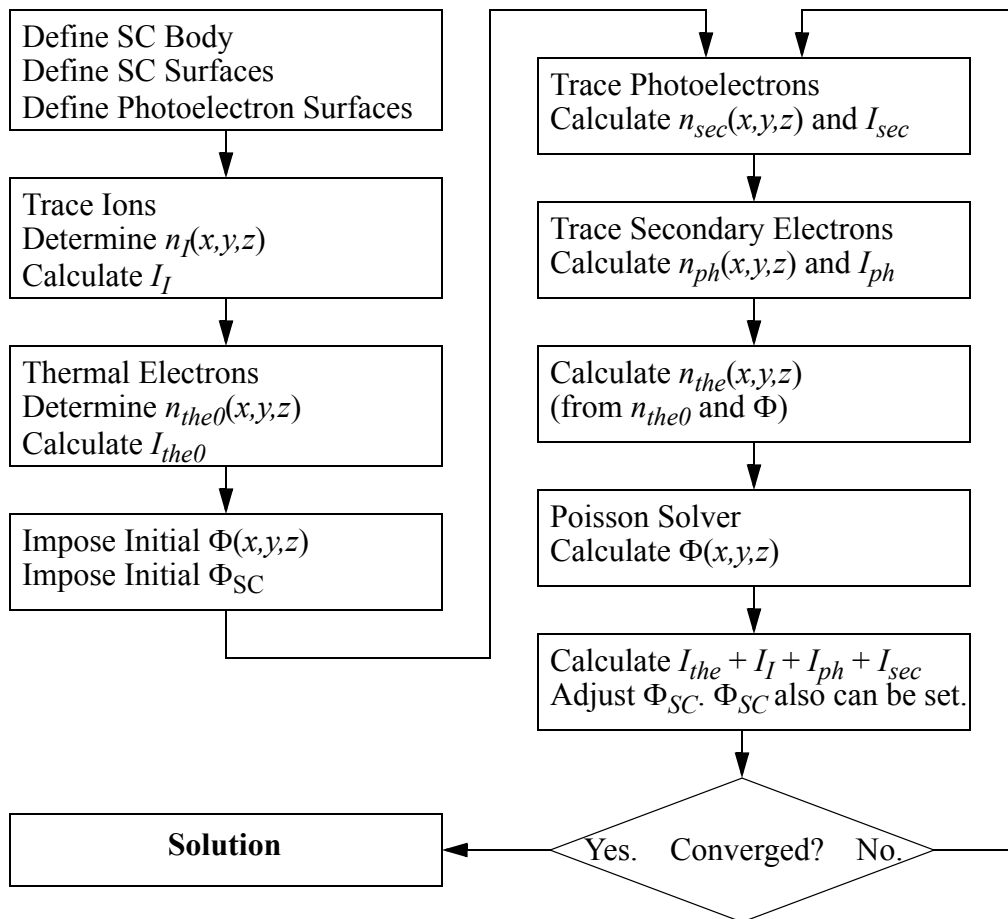 Define SC Body
Define SC Surfaces
Define Photoelectron Surfaces
Trace Ions
Determine n_I(x,y,z)
Calculate I_I
Thermal Electrons
Determine n_the0(x,y,z)
Calculate I_the0
Impose Initial Φ(x,y,z)
Impose Initial Φ_SC
Trace Photoelectrons
Calculate n_sec(x,y,z) and I_sec
Trace Secondary Electrons
Calculate n_ph(x,y,z) and I_ph
Calculate n_the(x,y,z)
(from n_the0 and Φ)
Poisson Solver
Calculate Φ(x,y,z)
Calculate I_the + I_I + I_ph + I_sec
Adjust Φ_SC. Φ_SC also can be set.
Yes. Converged? No.
Solution